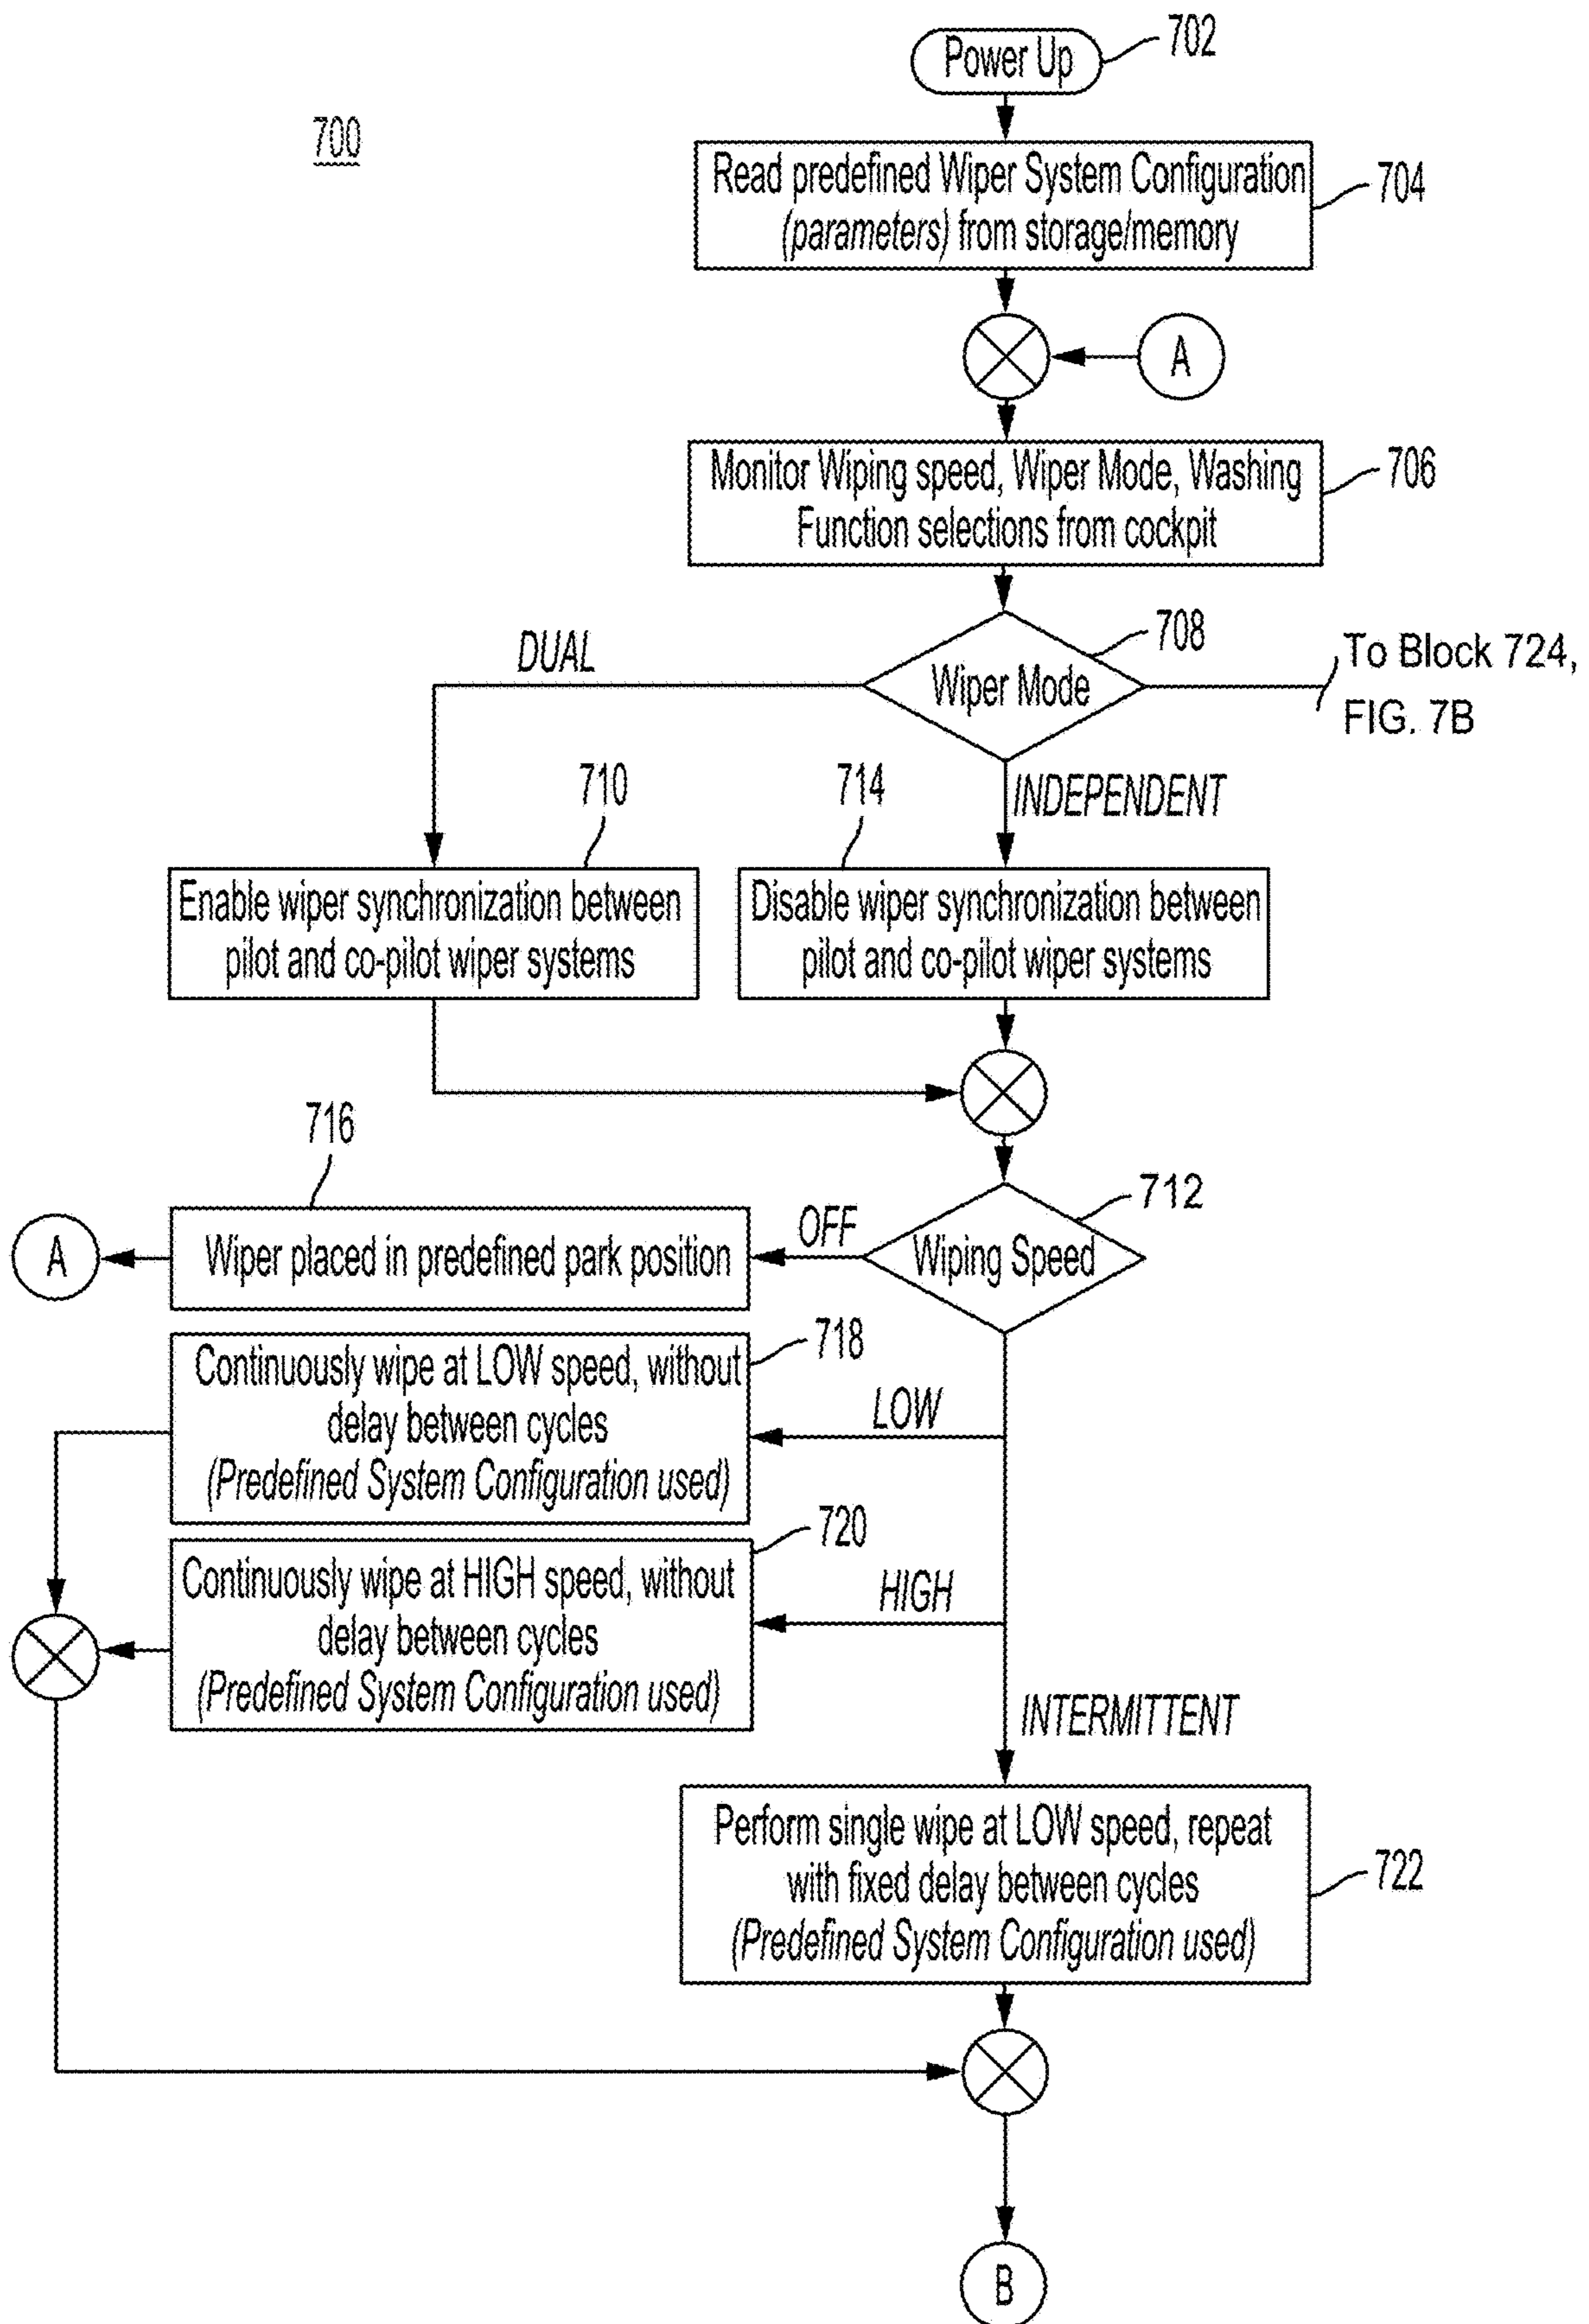 Power Up
702
700
Read predefined Wiper System Configuration
(parameters) from storage/memory
704
A
Monitor Wiping speed, Wiper Mode, Washing
Function selections from cockpit
706
708
DUAL
Wiper Mode
To Block 724,
FIG. 7B
710
714
INDEPENDENT
Enable wiper synchronization between
pilot and co-pilot wiper systems
Disable wiper synchronization between
pilot and co-pilot wiper systems
716
712
A
Wiper placed in predefined park position
OFF
Wiping Speed
718
Continuously wipe at LOW speed, without
delay between cycles
(Predefined System Configuration used)
LOW
720
Continuously wipe at HIGH speed, without
delay between cycles
(Predefined System Configuration used)
HIGH
INTERMITTENT
Perform single wipe at LOW speed, repeat
with fixed delay between cycles
(Predefined System Configuration used)
722
B